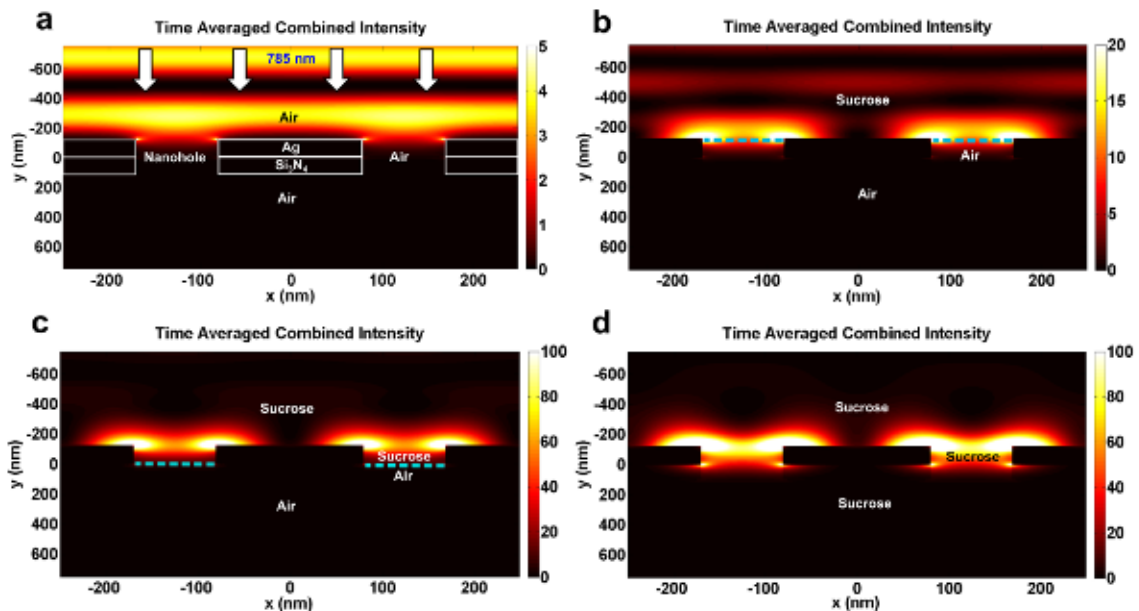 a
Time Averaged Combined Intensity
785 nm
Air
Ag
Nanohole
Air
Si3N4
Air
y (nm)
-600
-400
-200
0
200
400
600
-200
-100
0
100
200
x (nm)
5
4
3
2
1
0
b
Time Averaged Combined Intensity
Sucrose
Air
Air
y (nm)
-600
-400
-200
0
200
400
600
-200
-100
0
100
200
x (nm)
20
15
10
5
0
c
Time Averaged Combined Intensity
Sucrose
Sucrose
Air
Air
y (nm)
-600
-400
-200
0
200
400
600
-200
-100
0
100
200
x (nm)
100
80
60
40
20
0
d
Time Averaged Combined Intensity
Sucrose
Sucrose
Sucrose
y (nm)
-600
-400
-200
0
200
400
600
-200
-100
0
100
200
x (nm)
100
80
60
40
20
0